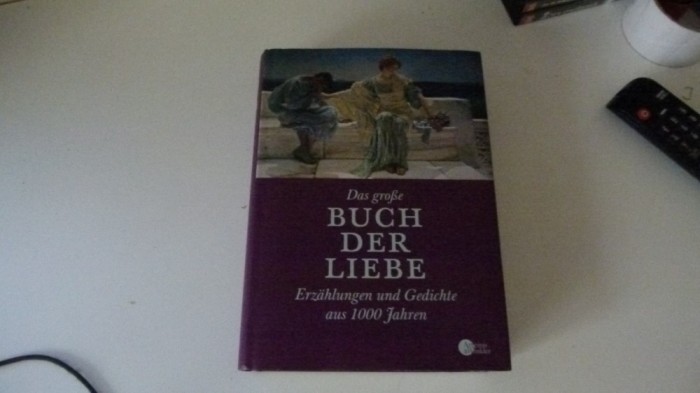 Das große
BUCH
DER
LIEBE
Erzählungen und Gedichte
aus 1000 Jahren